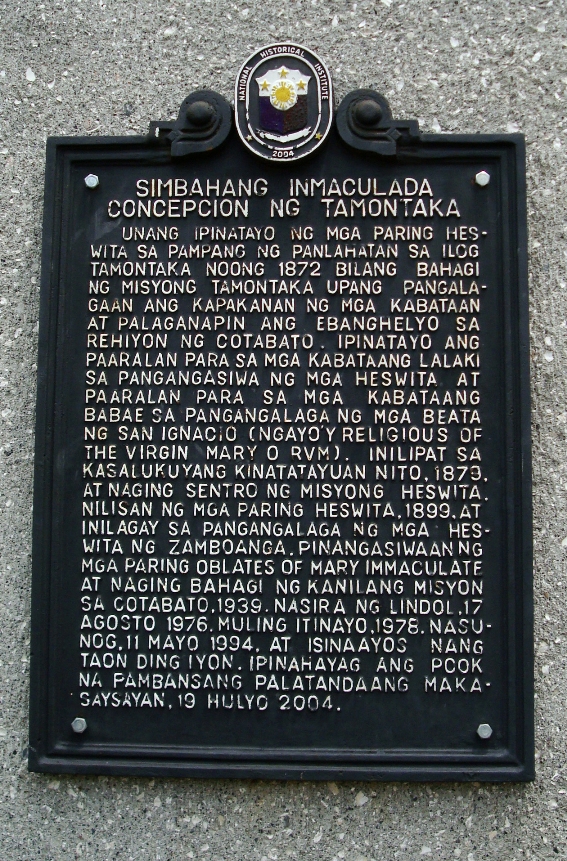 NATIONAL HISTORICAL INSTITUTE
2004
SIMBAHANG INMACULADA
CONCEPCION NG TAMONTAKA
UNANG IPINATAYO NG MGA PARING HES-
WITA SA PAMPANG NG PANLAHATAN SA ILOG
TAMONTAKA NOONG 1872 BILANG BAHAGI
NG MISYONG TAMONTAKA UPANG PANGALA-
GAAN ANG KAPAKANAN NG MGA KABATAAN
AT PALAGANAPIN ANG EBANGHELYO SA
REHIYON NG COTABATO. IPINATAYO ANG
PAARALAN PARA SA MGA KABATAANG LALAKI
SA PANGANGASIWA NG MGA HESWITA AT
PAARALAN PARA SA MGA KABATAANG
BABAE SA PANGANGALAGA NG MGA BEATA
NG SAN IGNACIO (NGAYO'Y RELIGIOUS OF
THE VIRGIN MARY O RVM). INILIPAT SA
KASALUKUYANG KINATATAYUAN NITO, 1879,
AT NAGING SENTRO NG MISYONG HESWITA.
NILISAN NG MGA PARING HESWITA, 1899, AT
INILAGAY SA PANGANGALAGA NG MGA HES-
WITA NG ZAMBOANGA. PINANGASIWAAN NG
MGA PARING OBLATES OF MARY IMMACULATE
AT NAGING BAHAGI NG KANILANG MISYON
SA COTABATO, 1939. NASIRA NG LINDOL, 17
AGOSTO 1976. MULING ITINAYO, 1978. NASU-
NOG, 11 MAYO 1994, AT ISINAAYOS NANG
TAON DING IYON. IPINAHAYAG ANG POOK
NA PAMBANSANG PALATANDAANG MAKA-
SAYSAYAN, 19 HULYO 2004.